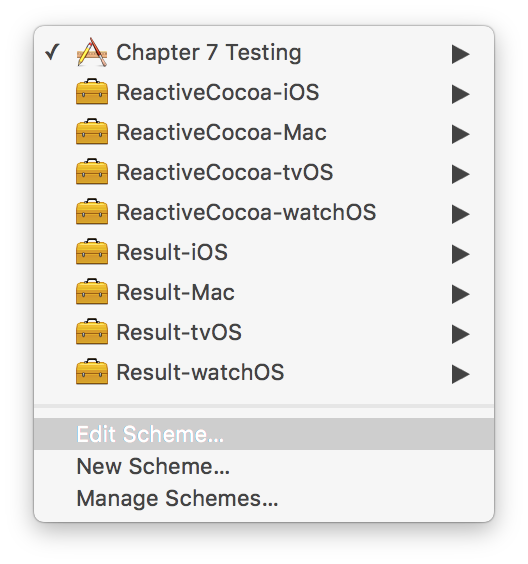 Chapter 7 Testing
ReactiveCocoa-iOS
ReactiveCocoa-Mac
ReactiveCocoa-tvOS
ReactiveCocoa-watchOS
Result-iOS
Result-Mac
Result-tvOS
Result-watchOS
Edit Scheme...
New Scheme...
Manage Schemes...